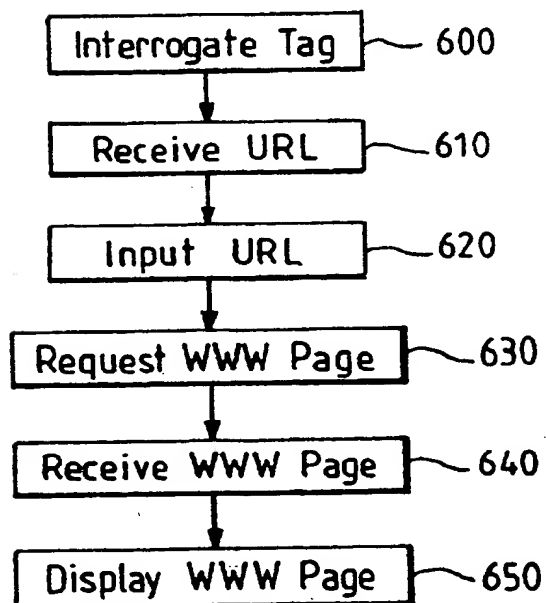 Interrogate Tag 600
Receive URL 610
Input URL 620
Request WWW Page 630
Receive WWW Page 640
Display WWW Page 650